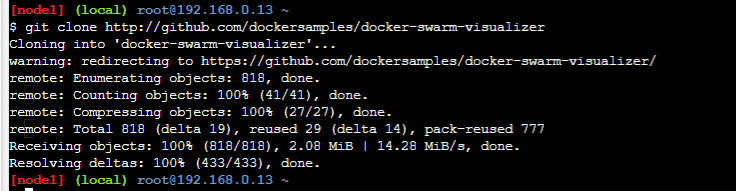 [node1] (local) root@192.168.0.13 ~
$ git clone http://github.com/dockersamples/docker-swarm-visualizer
Cloning into 'docker-swarm-visualizer'...
warning: redirecting to https://github.com/dockersamples/docker-swarm-visualizer/
remote: Enumerating objects: 818, done.
remote: Counting objects: 100% (41/41), done.
remote: Compressing objects: 100% (27/27), done.
remote: Total 818 (delta 19), reused 29 (delta 14), pack-reused 777
Receiving objects: 100% (818/818), 2.08 MiB | 14.28 MiB/s, done.
Resolving deltas: 100% (433/433), done.
[node1] (local) root@192.168.0.13 ~